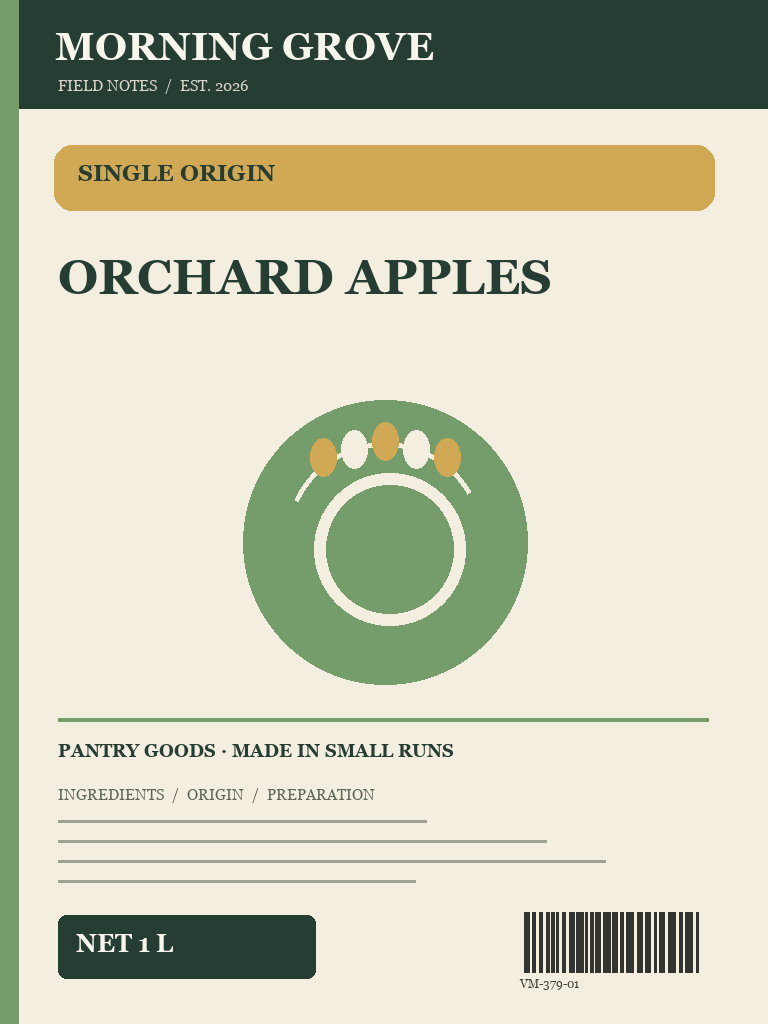 MORNING GROVE
FIELD NOTES / EST. 2026
SINGLE ORIGIN
ORCHARD APPLES
PANTRY GOODS · MADE IN SMALL RUNS
INGREDIENTS / ORIGIN / PREPARATION
NET 1 L
VM-379-01